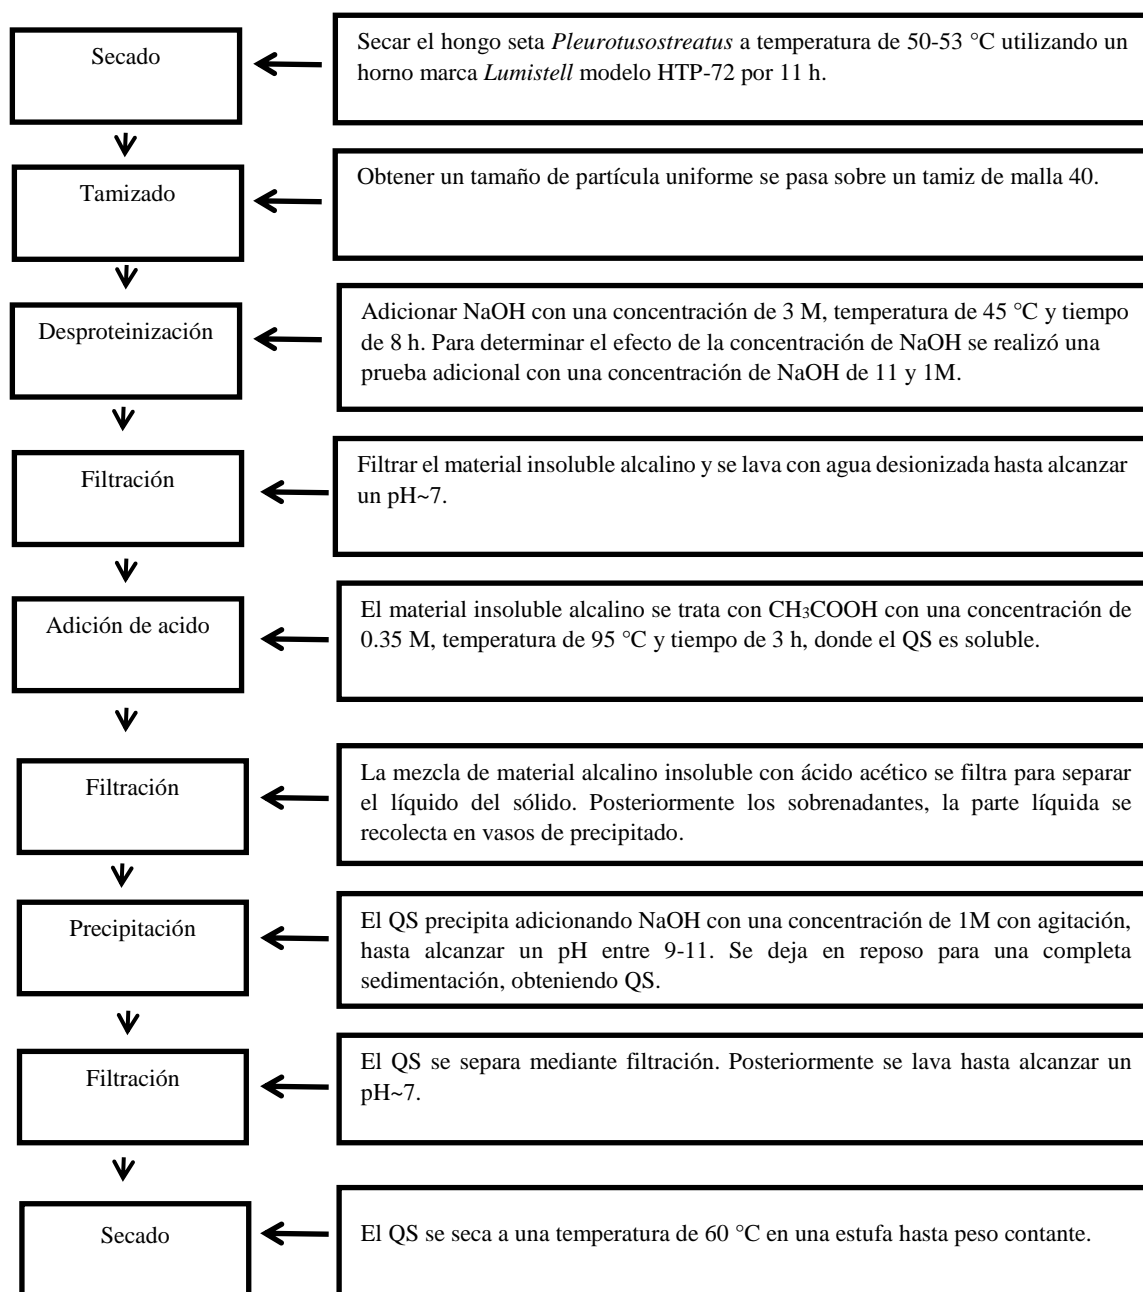 Secado
Secar el hongo seta Pleurotusostreatus a temperatura de 50-53 °C utilizando un
horno marca Lumistell modelo HTP-72 por 11 h.
Tamizado
Obtener un tamaño de partícula uniforme se pasa sobre un tamiz de malla 40.
Desproteinización
Adicionar NaOH con una concentración de 3 M, temperatura de 45 °C y tiempo
de 8 h. Para determinar el efecto de la concentración de NaOH se realizó una
prueba adicional con una concentración de NaOH de 11 y 1M.
Filtración
Filtrar el material insoluble alcalino y se lava con agua desionizada hasta alcanzar
un pH~7.
Adición de acido
El material insoluble alcalino se trata con CH₃COOH con una concentración de
0.35 M, temperatura de 95 °C y tiempo de 3 h, donde el QS es soluble.
Filtración
La mezcla de material alcalino insoluble con ácido acético se filtra para separar
el líquido del sólido. Posteriormente los sobrenadantes, la parte líquida se
recolecta en vasos de precipitado.
Precipitación
El QS precipita adicionando NaOH con una concentración de 1M con agitación,
hasta alcanzar un pH entre 9-11. Se deja en reposo para una completa
sedimentación, obteniendo QS.
Filtración
El QS se separa mediante filtración. Posteriormente se lava hasta alcanzar un
pH~7.
Secado
El QS se seca a una temperatura de 60 °C en una estufa hasta peso contante.